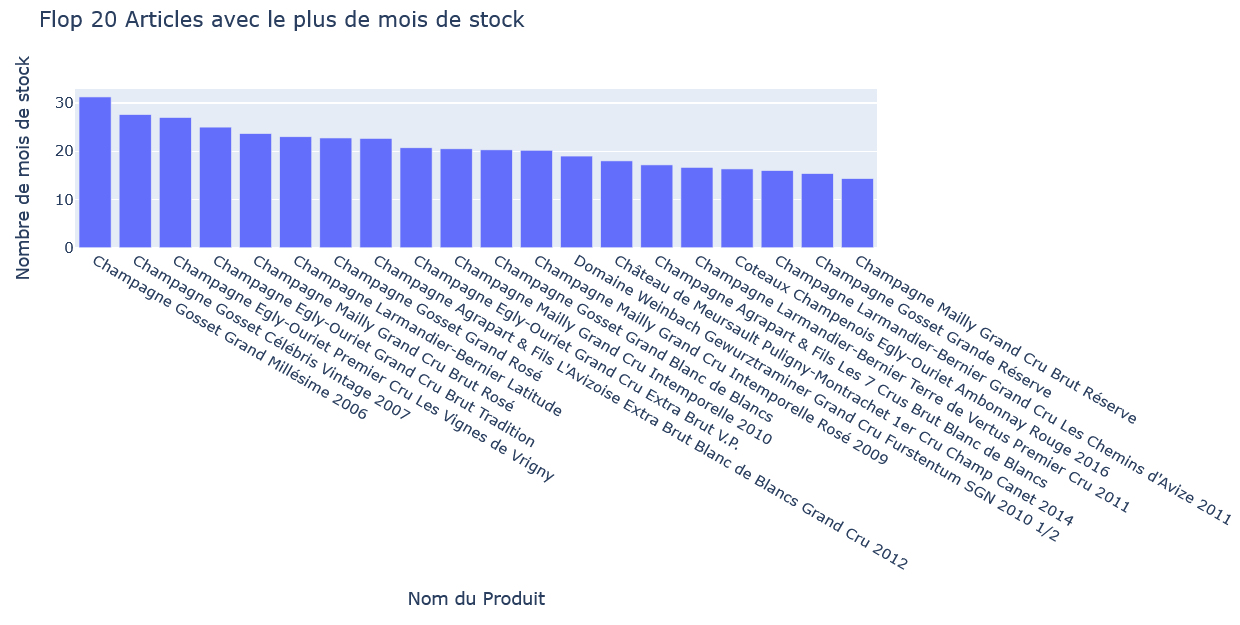 Flop 20 Articles avec le plus de mois de stock
Nombre de mois de stock
30
20
10
0
Champagne Gosset Grand Millésime 2006
Champagne Gosset Célébris Vintage 2007
Champagne Egly-Ouriet Premier Cru Les Vignes de Vrigny
Champagne Egly-Ouriet Grand Cru Brut Tradition
Champagne Mailly Grand Cru Brut Rosé
Champagne Larmandier-Bernier Latitude
Champagne Gosset Grand Rosé
Champagne Agrapart & Fils L'Avizoise Extra Brut Blanc de Blancs Grand Cru 2012
Champagne Egly-Ouriet Grand Cru Extra Brut V.P.
Champagne Mailly Grand Cru Intemporelle 2010
Champagne Gosset Grand Blanc de Blancs
Champagne Mailly Grand Cru Intemporelle Rosé 2009
Domaine Weinbach Gewurztraminer Grand Cru Furstentum SGN 2010 1/2
Château de Meursault Puligny-Montrachet 1er Cru Champ Canet 2014
Champagne Agrapart & Fils Les 7 Crus Brut Blanc de Blancs
Champagne Larmandier-Bernier Terre de Vertus Premier Cru 2011
Coteaux Champenois Egly-Ouriet Ambonnay Rouge 2016
Champagne Larmandier-Bernier Grand Cru Les Chemins d'Avize 2011
Champagne Gosset Grande Réserve
Champagne Mailly Grand Cru Brut Réserve
Nom du Produit